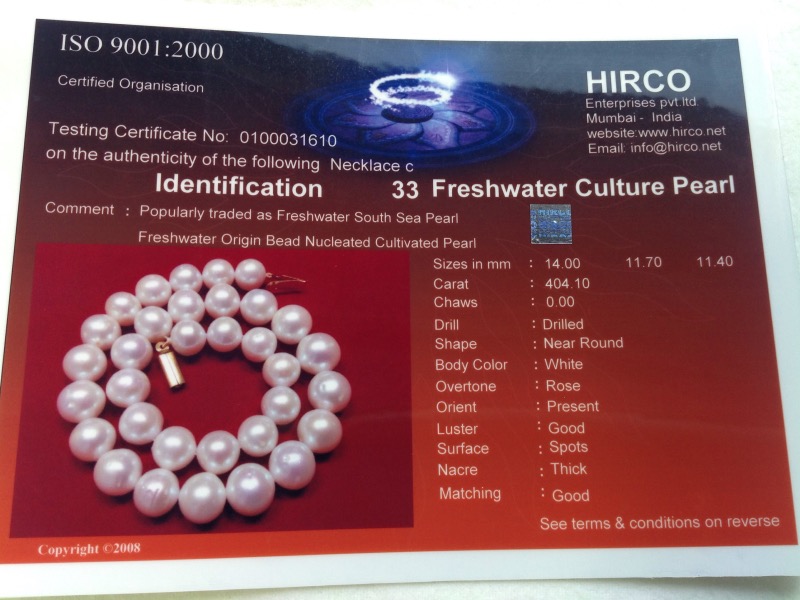 ISO 9001:2000
Certified Organisation
HIRCO
Enterprises pvt.ltd
Mumbai - India
website:www.hirco.net
Email: info@hirco.net
Testing Certificate No: 0100031610
on the authenticity of the following Necklace c
Identification 33 Freshwater Culture Pearl
Comment : Popularly traded as Freshwater South Sea Pearl
Freshwater Origin Bead Nucleated Cultivated Pearl
Sizes in mm : 14.00 11.70 11.40
Carat : 404.10
Chaws : 0.00
Drill : Drilled
Shape : Near Round
Body Color : White
Overtone : Rose
Orient : Present
Luster : Good
Surface : Spots
Nacre : Thick
Matching : Good
See terms & conditions on reverse
Copyright ©2008